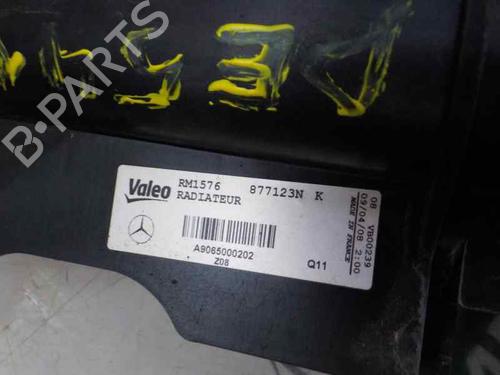 B-PARTS
Valeo
RM1576 877123N K
RADIATEUR
A9065000202
Z08
Q11
08 VB00239
MADE IN FRANCE
09/04/08 2:00